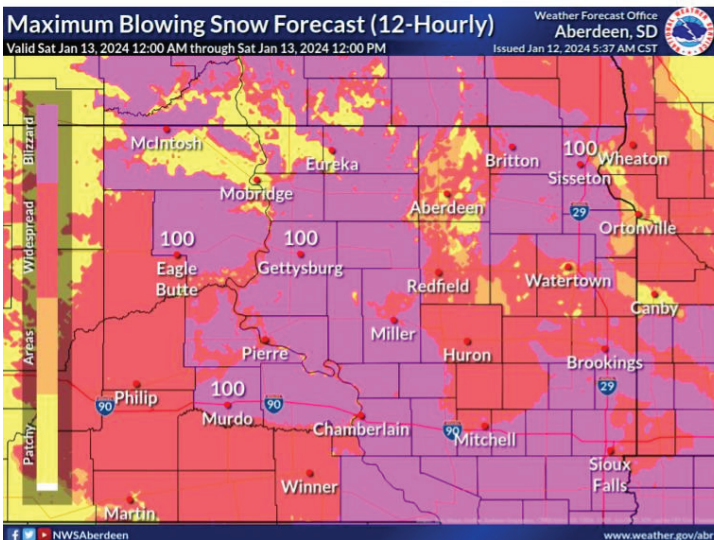 Maximum Blowing Snow Forecast (12-Hourly)
Valid Sat Jan 13, 2024 12:00 AM through Sat Jan 13, 2024 12:00 PM
Weather Forecast Office
Aberdeen, SD
Issued Jan 12, 2024 5:37 AM CST
Blizzard
Widespread
Areas
Patchy
McIntosh
Eureka
Mobridge
Britton
100
Sisseton
Wheaton
Aberdeen
29
Ortonville
100
Eagle
Butte
100
Gettysburg
Redfield
Watertown
Canby
Miller
Pierre
Huron
Brookings
Philip
90
100
Murdo
90
29
Chamberlain
90
Mitchell
Sioux
Falls
Winner
Martin
NWSAberdeen
www.weather.gov/abr